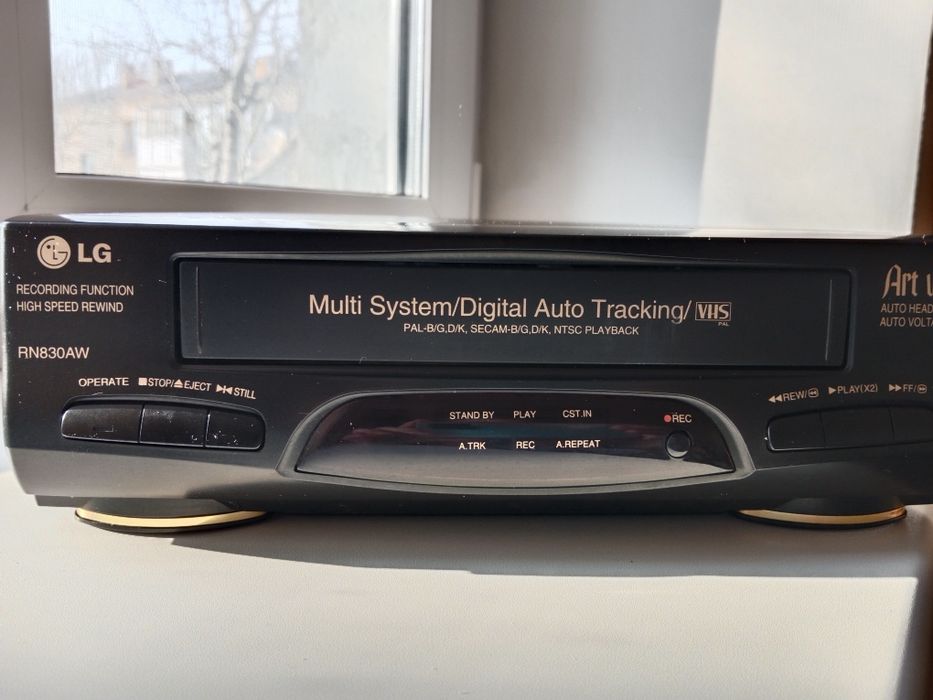 LG
RECORDING FUNCTION
HIGH SPEED REWIND
RN830AW
Multi System/Digital Auto Tracking/VHS
PAL
PAL-B/G,D/K, SECAM-B/G,D/K, NTSC PLAYBACK
Art
AUTO HEAD
AUTO
OPERATE ■STOP/⏏EJECT ▶▮◀STILL
STAND BY PLAY CST.IN
A.TRK REC A.REPEAT
●REC
◀◀REW/ ▶PLAY(X2) ▶▶FF/